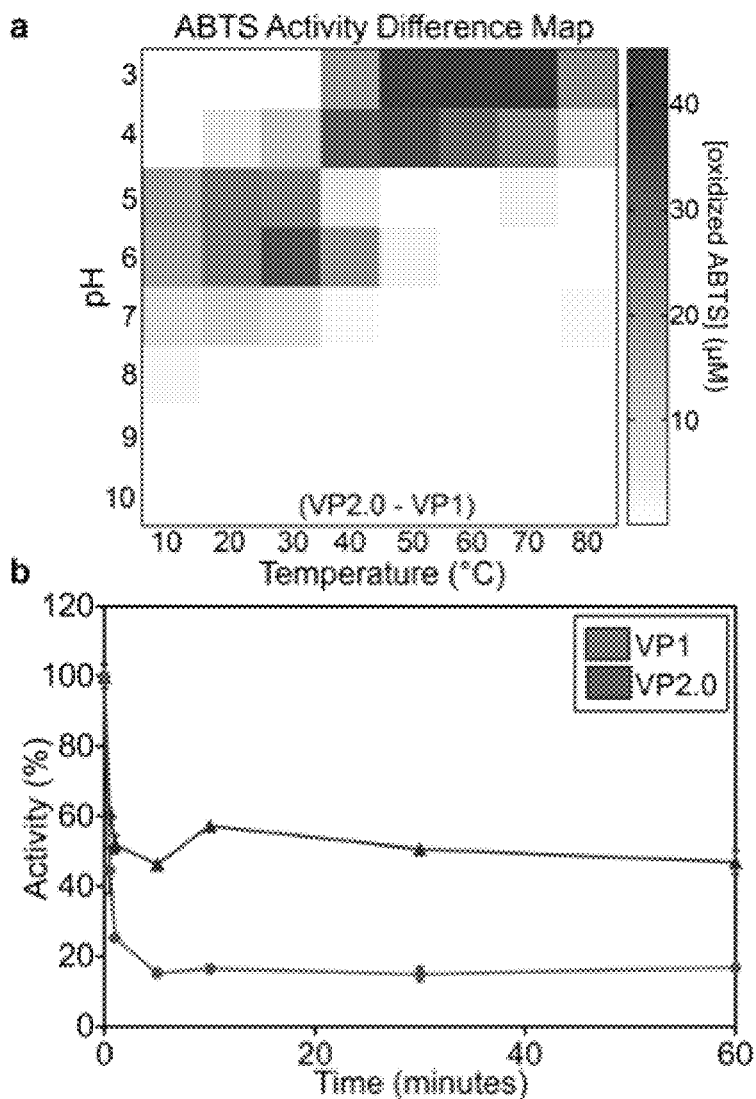 a ABTS Activity Difference Map
3
4
5
6
7
8
9
10
pH
(VP2.0 - VP1)
10 20 30 40 50 60 70 80
Temperature (°C)
40
30
20
10
[oxidized ABTS] (μM)
b
120
100
80
60
40
20
0
Activity (%)
VP1
VP2.0
0 20 40 60
Time (minutes)